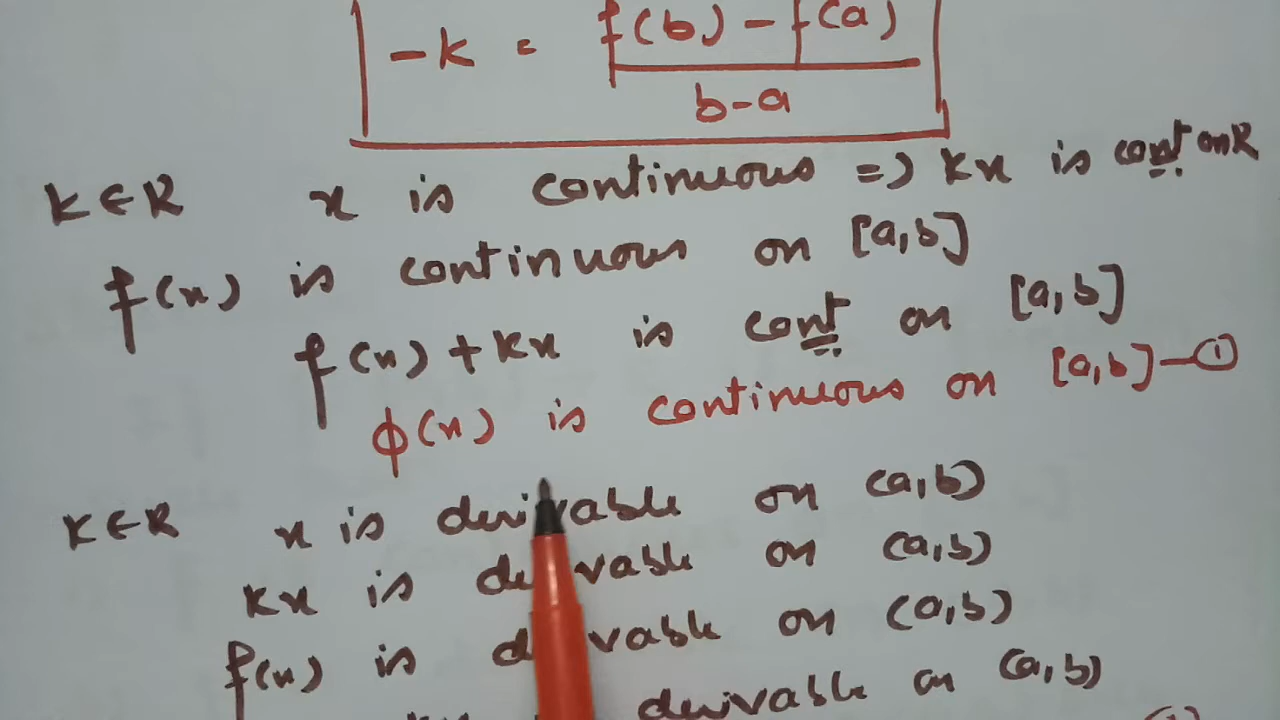 -k = f(b) - f(a) / b-a
k∈R x is continuous => kx is cont on R
f(x) is continuous on [a,b]
f(x) + kx is cont on [a,b]
ϕ(x) is continuous on [a,b] — ①
k∈R x is derivable on (a,b)
kx is derivable on (a,b)
f(x) is derivable on (a,b)
derivable on (a,b)